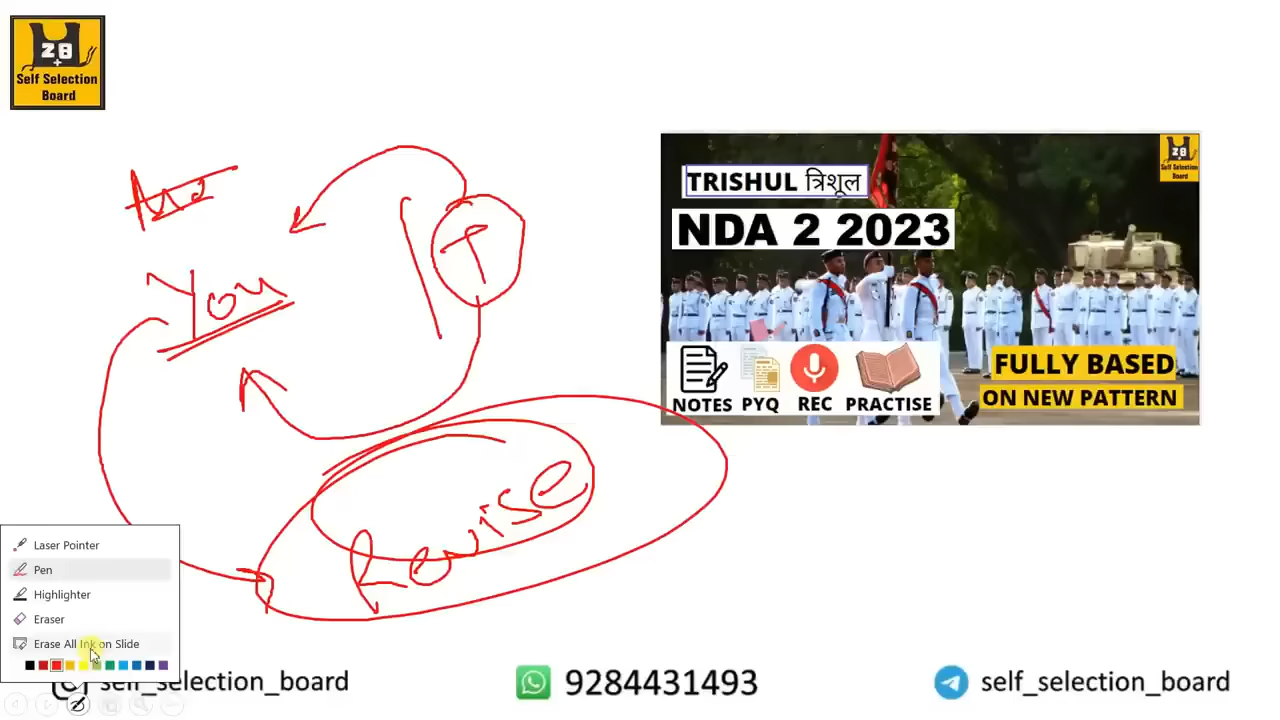 28
Self Selection
Board
You
T
Revise
TRISHUL त्रिशूल
28
Self Selection
Board
NDA 2 2023
NOTES PYQ REC PRACTISE
FULLY BASED
ON NEW PATTERN
Laser Pointer
Pen
Highlighter
Eraser
Erase All Ink on Slide
self_selection_board
9284431493
self_selection_board